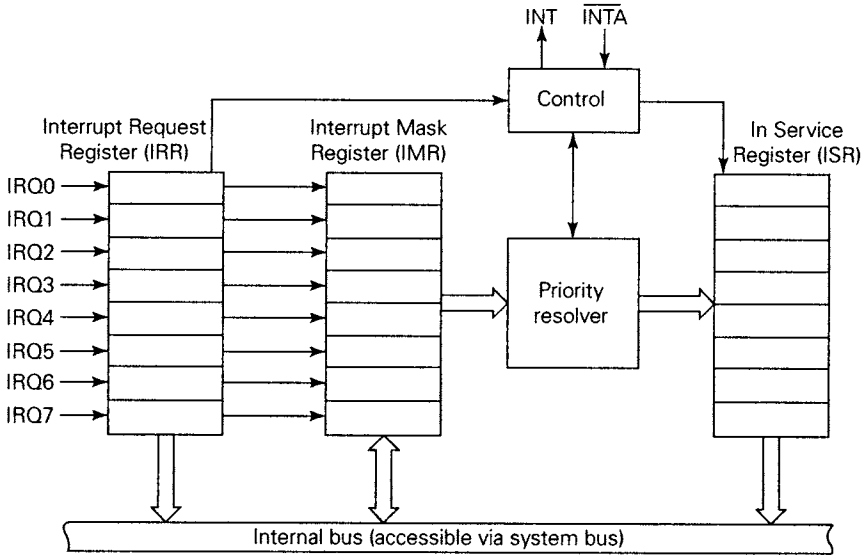 INT
INTA
Control
Interrupt Request
Register (IRR)
Interrupt Mask
Register (IMR)
In Service
Register (ISR)
IRQ0
IRQ1
IRQ2
IRQ3
IRQ4
IRQ5
IRQ6
IRQ7
Priority
resolver
Internal bus (accessible via system bus)